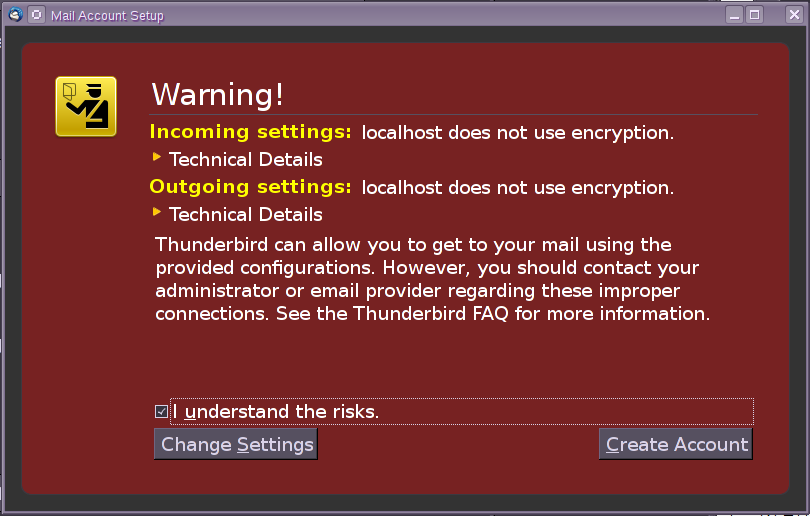 Mail Account Setup
Warning!
Incoming settings: localhost does not use encryption.
Technical Details
Outgoing settings: localhost does not use encryption.
Technical Details
Thunderbird can allow you to get to your mail using the
provided configurations. However, you should contact your
administrator or email provider regarding these improper
connections. See the Thunderbird FAQ for more information.
I understand the risks.
Change Settings
Create Account